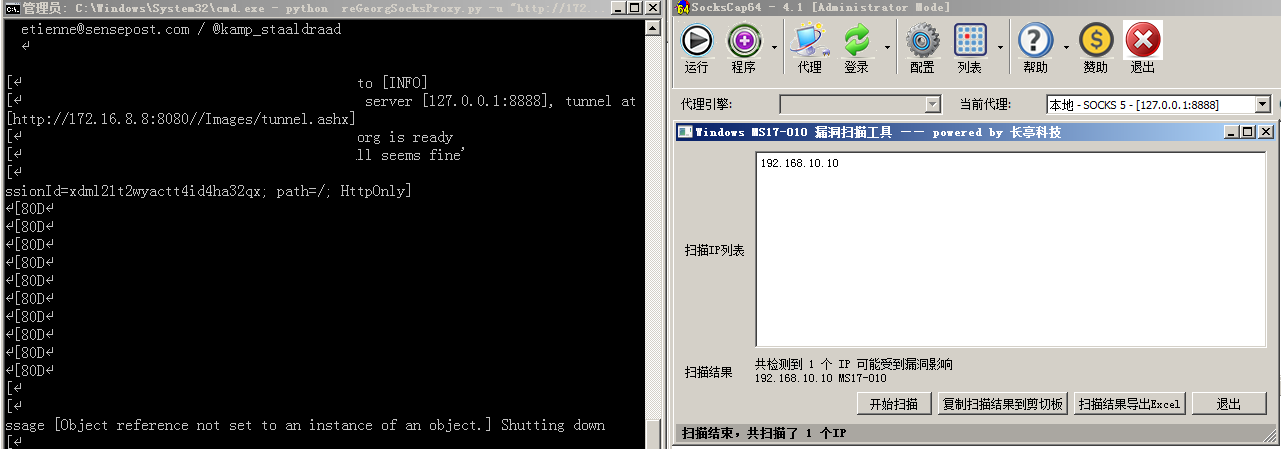 管理员: C:\Windows\System32\cmd.exe - python reGeorgSocksProxy.py -u "http://172...
etienne@sensepost.com / @kamp_staaldraad
↵
[↵ to [INFO]
[↵ server [127.0.0.1:8888], tunnel at
[http://172.16.8.8:8080//Images/tunnel.ashx]
[↵ org is ready
[↵ ll seems fine'
[↵
ssionId=xdml21t2wyactt4id4ha32qx; path=/; HttpOnly]
↵[80D↵
↵[80D↵
↵[80D↵
↵[80D↵
↵[80D↵
↵[80D↵
↵[80D↵
↵[80D↵
↵[80D↵
↵[80D↵
[↵
[↵
ssage [Object reference not set to an instance of an object.] Shutting down
[↵
64 SocksCap64 - 4.1 [Administrator Mode]
运行 程序 代理 登录 配置 列表 帮助 赞助 退出
代理引擎: 当前代理: 本地 - SOCKS 5 - [127.0.0.1:8888]
Windows MS17-010 漏洞扫描工具 —— powered by 长亭科技
192.168.10.10
扫描IP列表
扫描结果
共检测到 1 个 IP 可能受到漏洞影响
192.168.10.10 MS17-010
开始扫描 复制扫描结果到剪切板 扫描结果导出Excel 退出
扫描结束，共扫描了 1 个IP